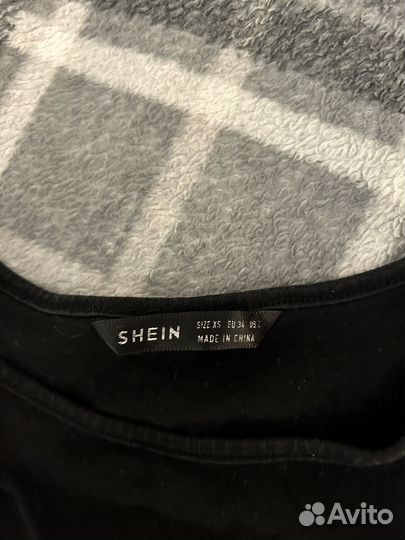 SHEIN
SIZE XS EU 34 US 2
MADE IN CHINA
Avito